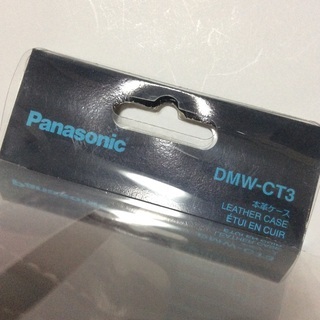 Panasonic
DMW-CT3
本革ケース
LEATHER CASE
ÉTUI EN CUIR